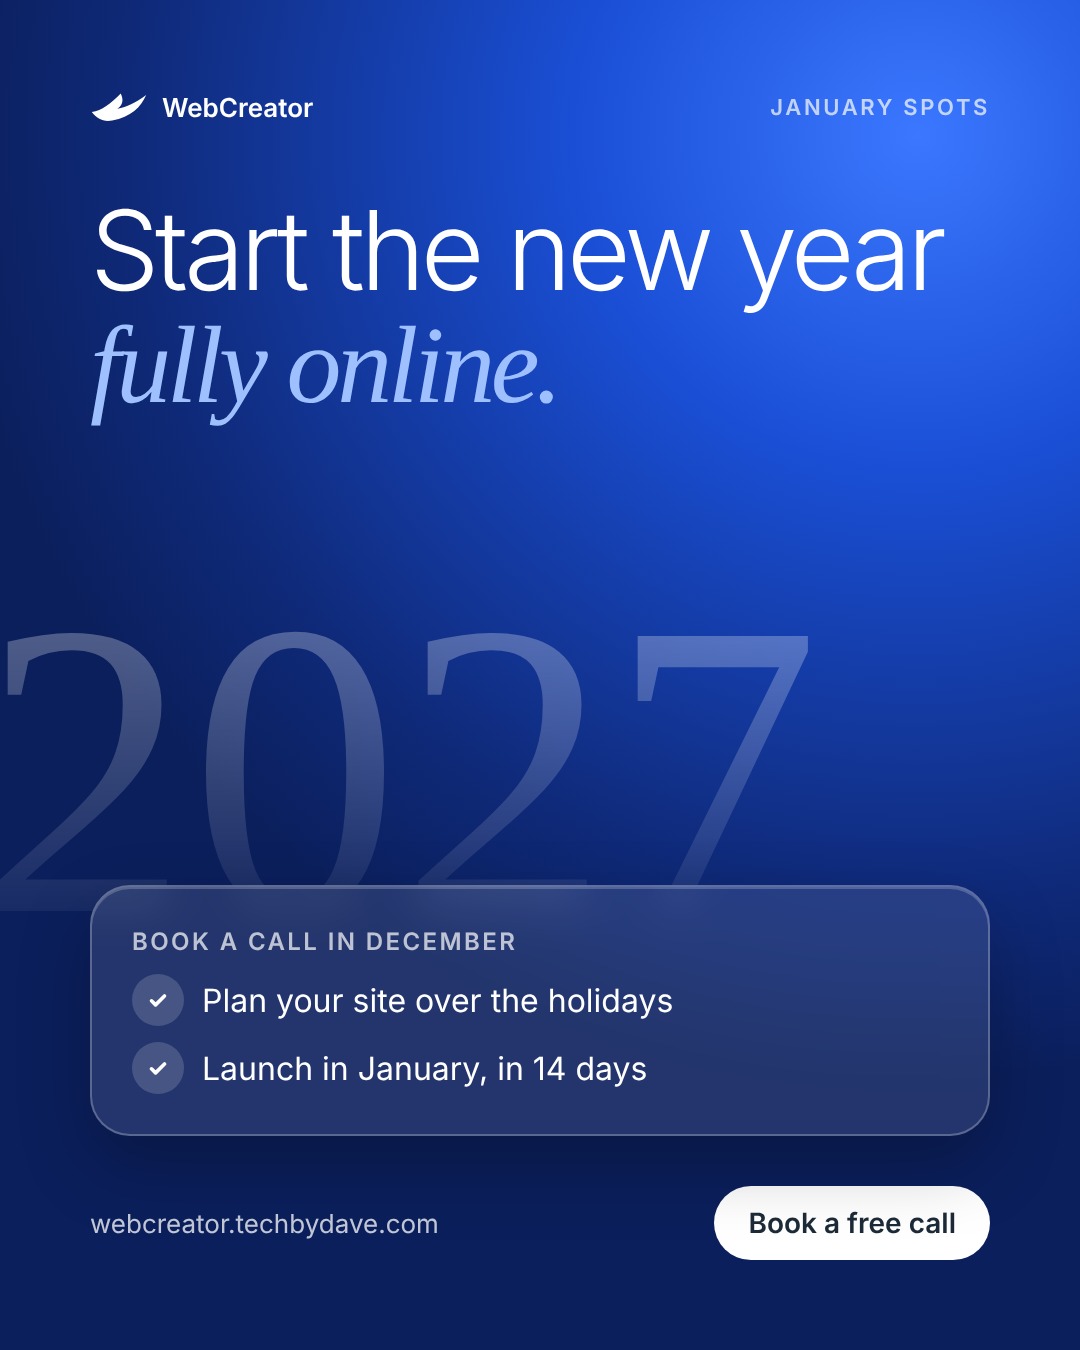 WebCreator
JANUARY SPOTS
Start the new year
fully online.
2027
BOOK A CALL IN DECEMBER
Plan your site over the holidays
Launch in January, in 14 days
webcreator.techbydave.com
Book a free call